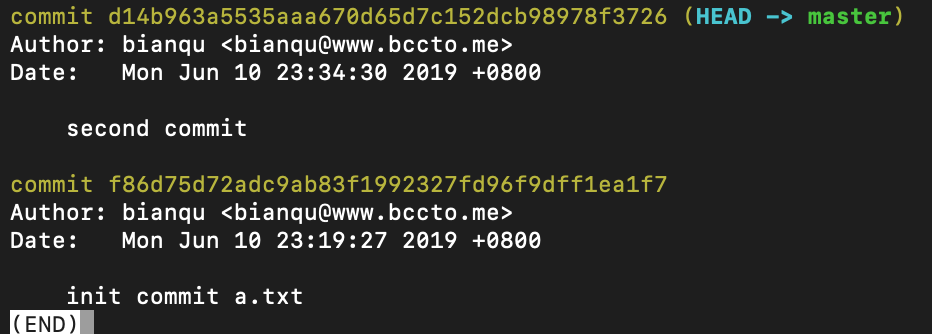 commit d14b963a5535aaa670d65d7c152dcb98978f3726 (HEAD -> master)
Author: bianqu <bianqu@www.bccto.me>
Date:   Mon Jun 10 23:34:30 2019 +0800
    second commit
commit f86d75d72adc9ab83f1992327fd96f9dff1ea1f7
Author: bianqu <bianqu@www.bccto.me>
Date:   Mon Jun 10 23:19:27 2019 +0800
    init commit a.txt
(END)